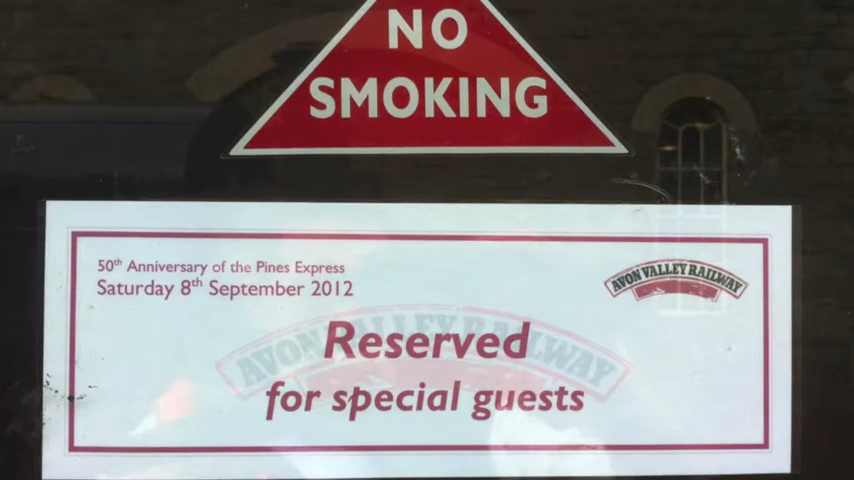 NO
SMOKING
50th Anniversary of the Pines Express
Saturday 8th September 2012
AVON VALLEY RAILWAY
AVON VALLEY RAILWAY
Reserved
for special guests